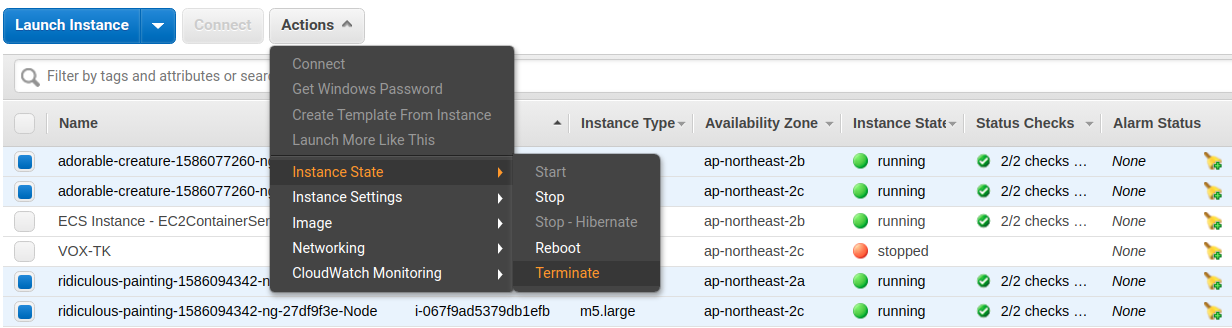 Launch Instance Connect Actions
Connect
Filter by tags and attributes or sear
Get Windows Password
Create Template From Instance
Launch More Like This
Name Instance Type Availability Zone Instance State Status Checks Alarm Status
adorable-creature-1586077260-ng ap-northeast-2b running 2/2 checks ... None
Instance State Start
adorable-creature-1586077260-ng ap-northeast-2c running 2/2 checks ... None
Instance Settings Stop
ECS Instance - EC2ContainerSer ap-northeast-2b running 2/2 checks ... None
Image Stop - Hibernate
VOX-TK ap-northeast-2c stopped None
Networking Reboot
ridiculous-painting-1586094342-ng ap-northeast-2a running 2/2 checks ... None
CloudWatch Monitoring Terminate
ridiculous-painting-1586094342-ng-27df9f3e-Node i-067f9ad5379db1efb m5.large ap-northeast-2c running 2/2 checks ... None